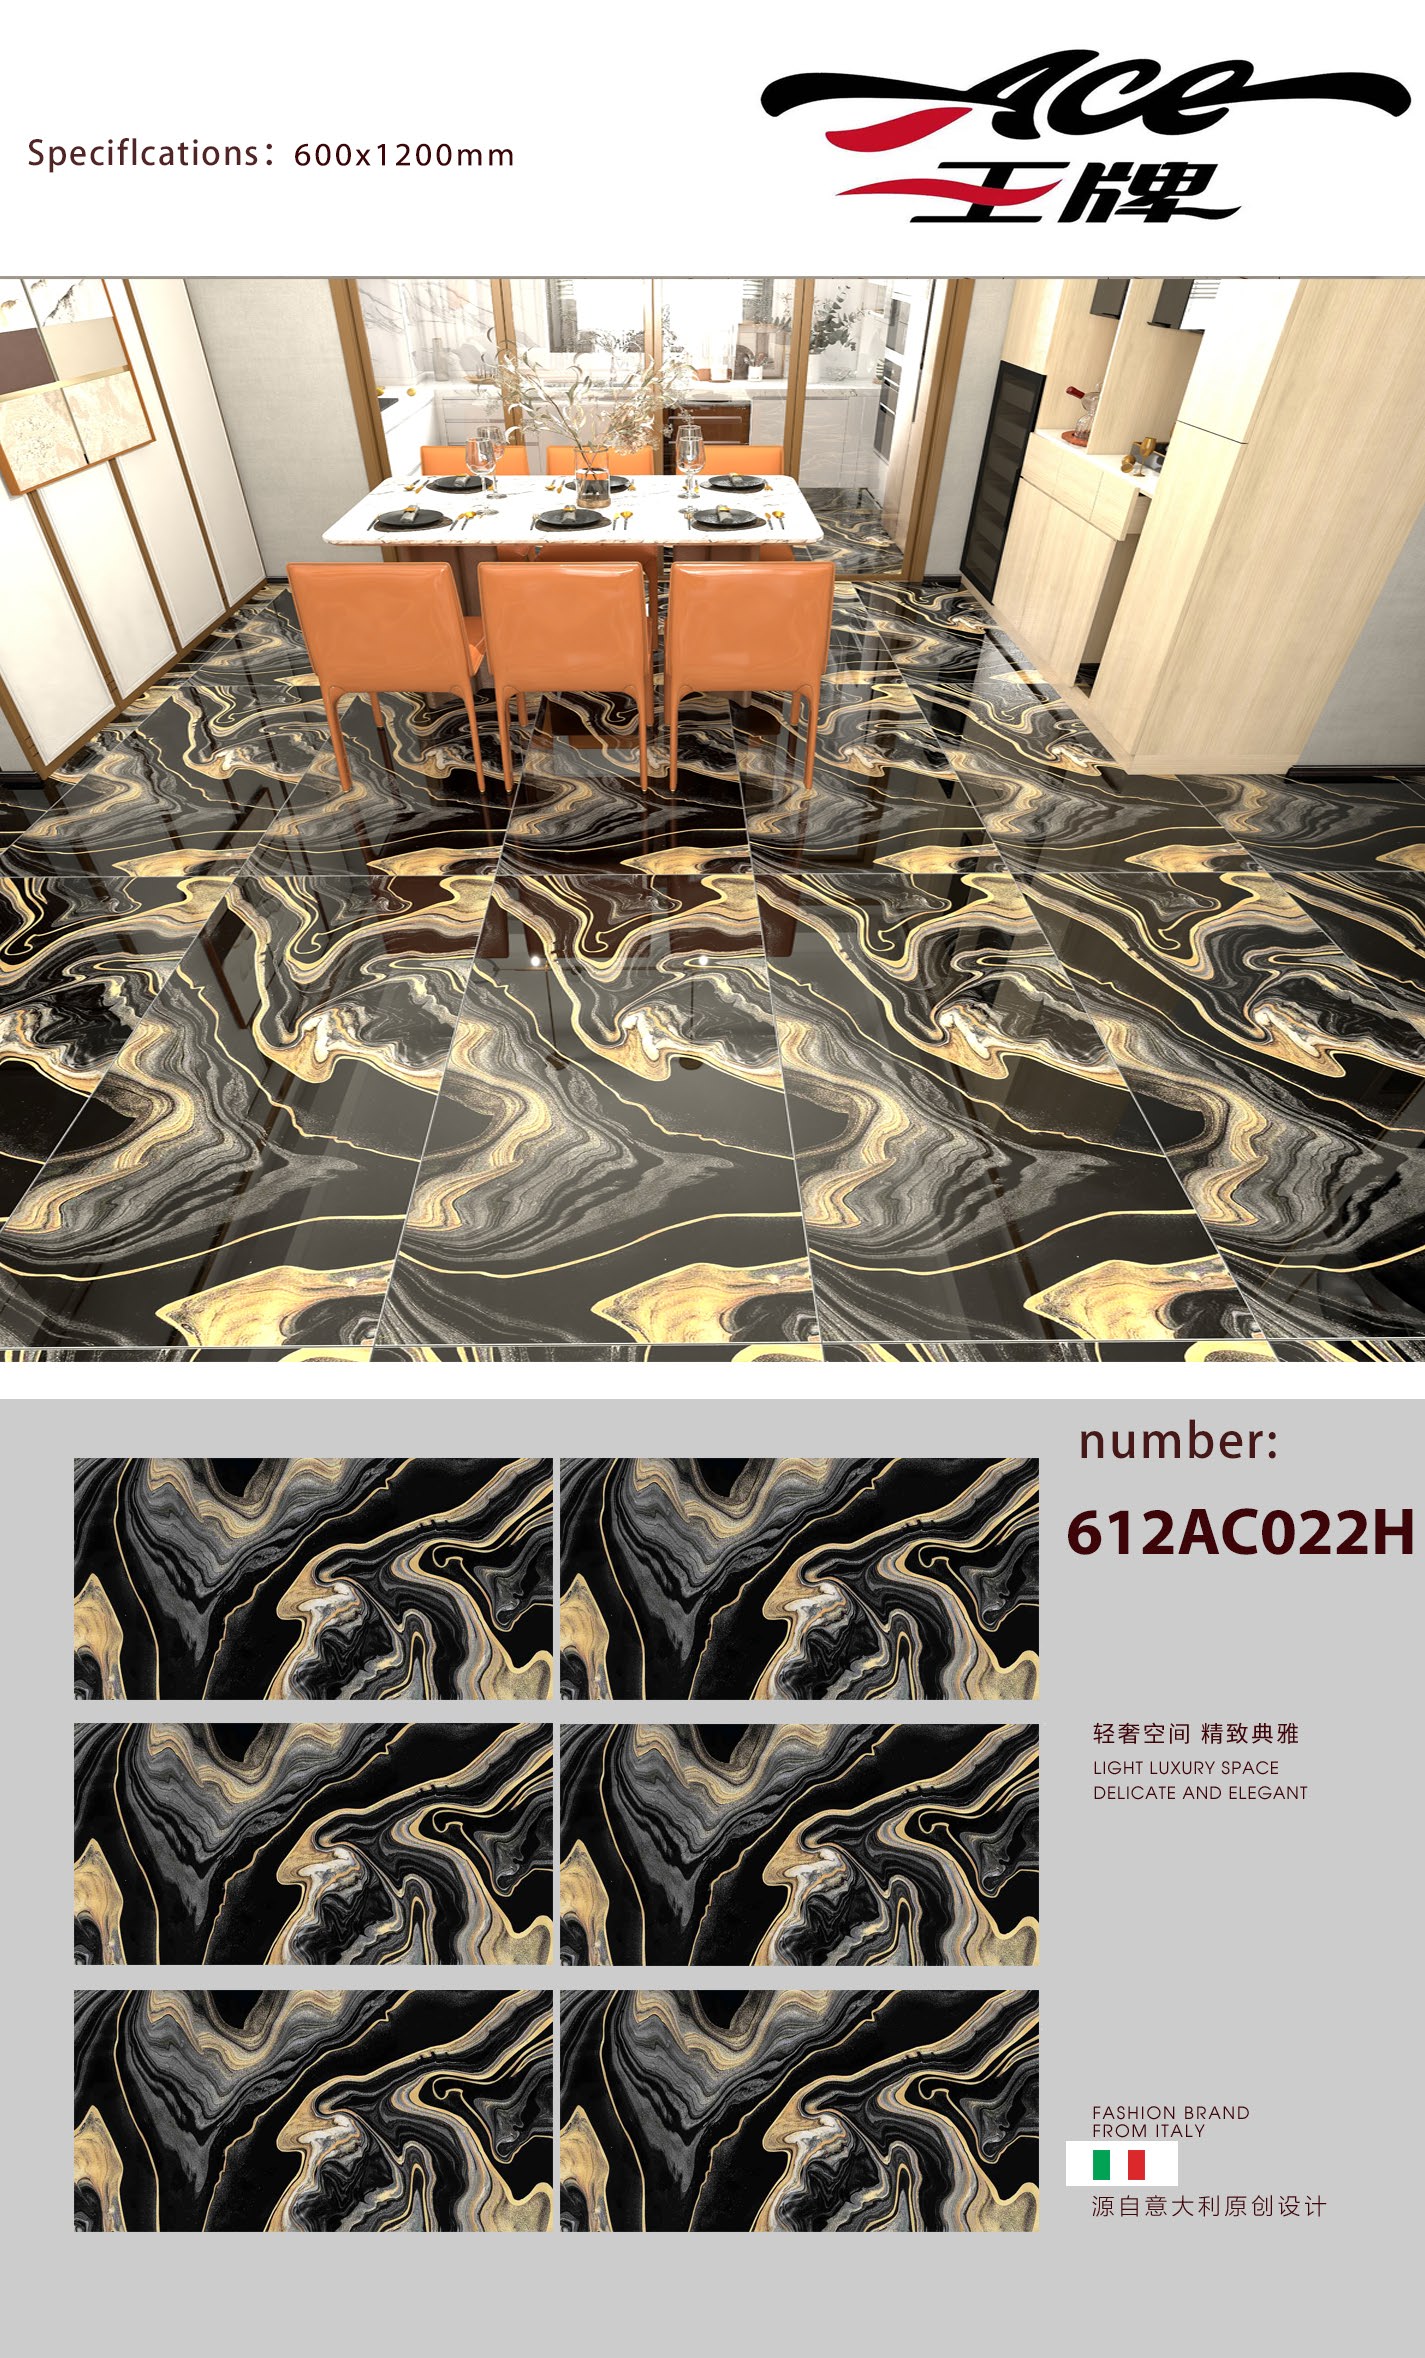 Speciflcations： 600x1200mm
Ace
王牌
number:
612AC022H
轻奢空间 精致典雅
LIGHT LUXURY SPACE
DELICATE AND ELEGANT
FASHION BRAND
FROM ITALY
源自意大利原创设计